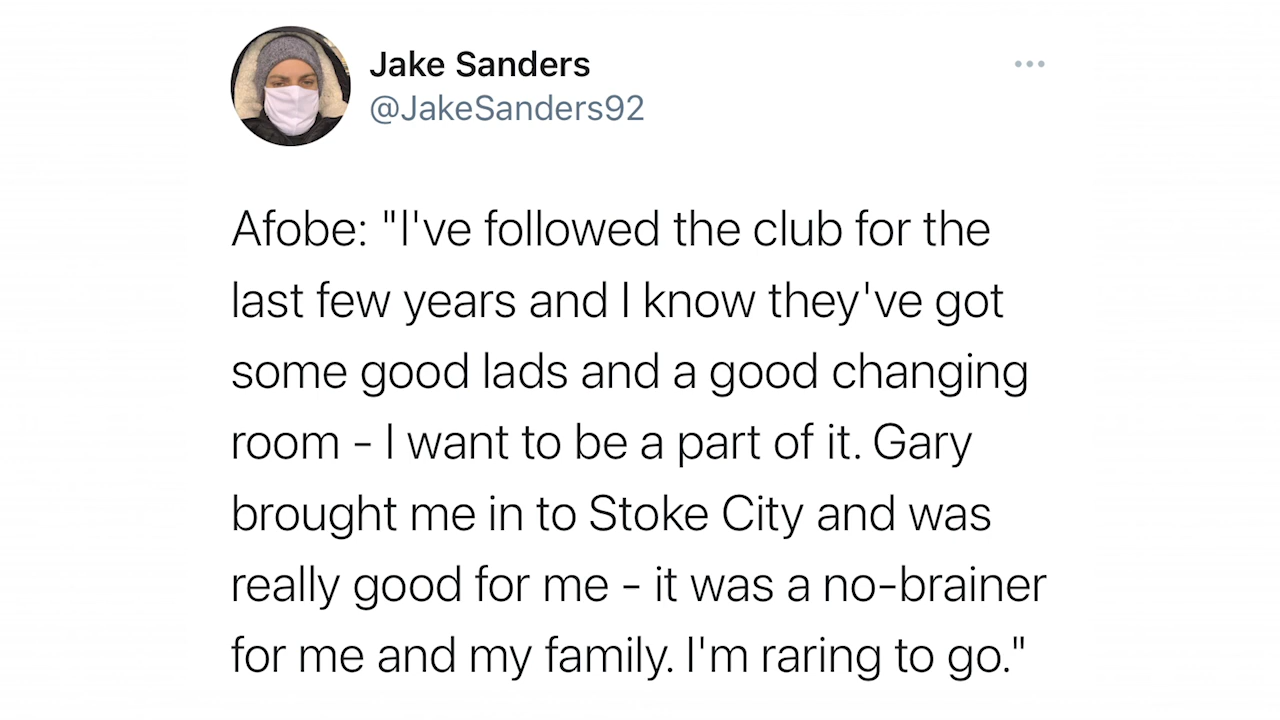 Jake Sanders
@JakeSanders92
Afobe: "I've followed the club for the
last few years and I know they've got
some good lads and a good changing
room - I want to be a part of it. Gary
brought me in to Stoke City and was
really good for me - it was a no-brainer
for me and my family. I'm raring to go."